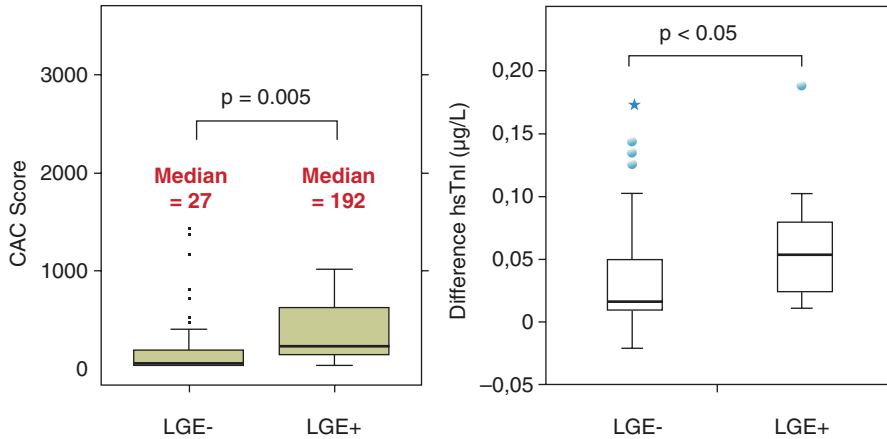 3000
2000
1000
0
CAC Score
p = 0.005
Median
= 27
Median
= 192
LGE-
LGE+
0,20
0,15
0,10
0,05
0
–0,05
Difference hsTnI (µg/L)
p < 0.05
LGE-
LGE+